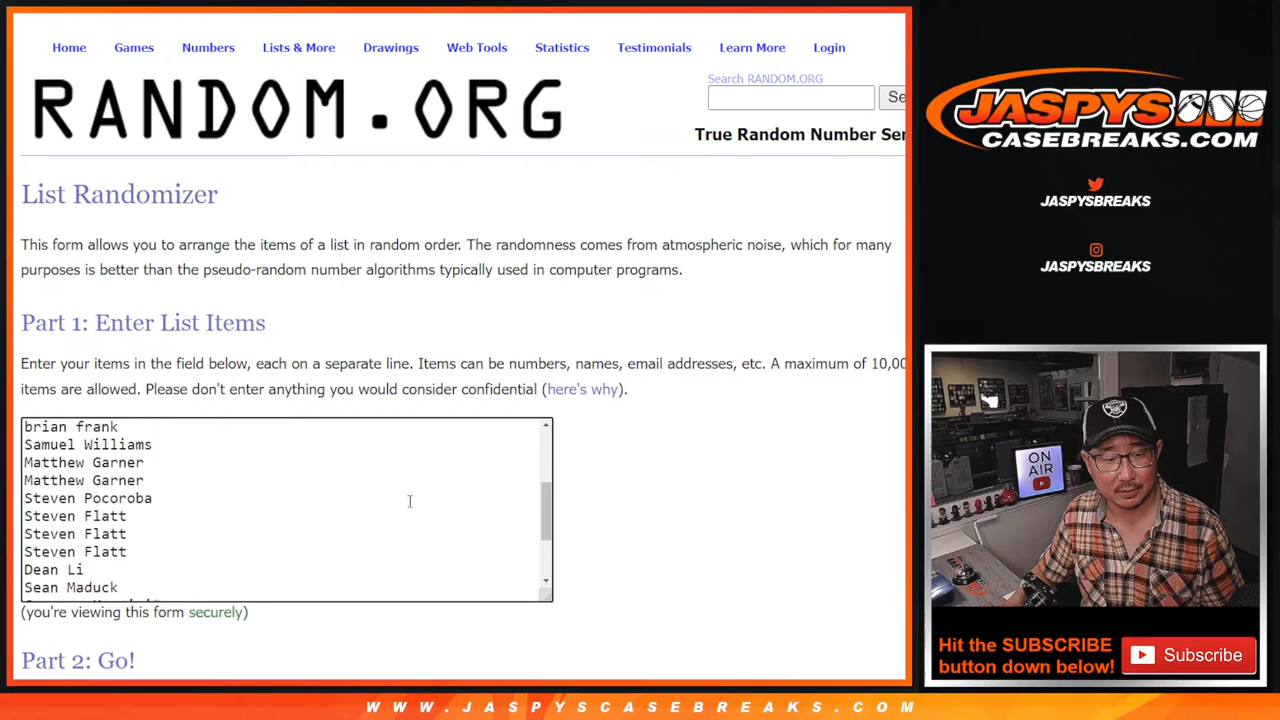 Home Games Numbers Lists & More Drawings Web Tools Statistics Testimonials Learn More Login
RANDOM.ORG
Search RANDOM.ORG
Se
True Random Number Ser
List Randomizer
This form allows you to arrange the items of a list in random order. The randomness comes from atmospheric noise, which for many
purposes is better than the pseudo-random number algorithms typically used in computer programs.
Part 1: Enter List Items
Enter your items in the field below, each on a separate line. Items can be numbers, names, email addresses, etc. A maximum of 10,00
items are allowed. Please don't enter anything you would consider confidential (here's why).
brian frank
Samuel Williams
Matthew Garner
Matthew Garner
Steven Pocoroba
Steven Flatt
Steven Flatt
Steven Flatt
Dean Li
Sean Maduck
(you're viewing this form securely)
Part 2: Go!
JASPYS
CASEBREAKS.COM
JASPYSBREAKS
JASPYSBREAKS
ON
AIR
Hit the SUBSCRIBE
button down below!
Subscribe
WWW.JASPYSCASEBREAKS.COM